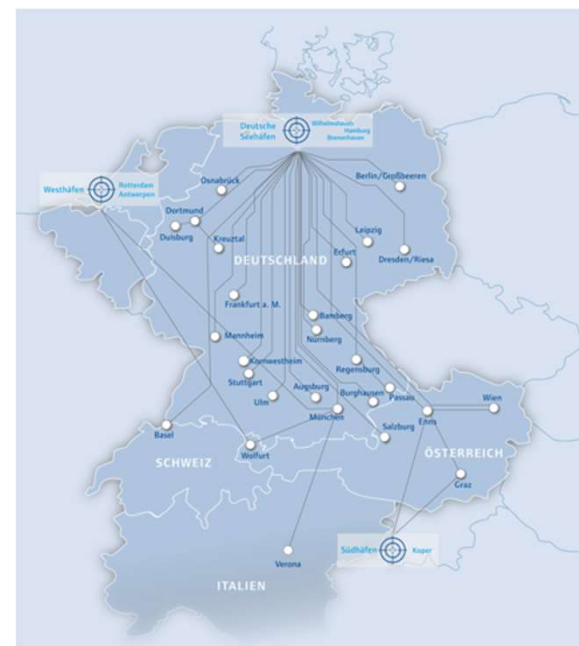 Deutsche
Seehäfen
Wilhelmshaven
Hamburg
Bremerhaven
Westhäfen
Rotterdam
Antwerpen
Osnabrück
Berlin/Großbeeren
Dortmund
Duisburg
Kreuztal
Leipzig
Erfurt
Dresden/Riesa
DEUTSCHLAND
Frankfurt a. M.
Bamberg
Nürnberg
Mannheim
Kornwestheim
Stuttgart
Regensburg
Ulm
Augsburg
Burghausen
Passau
München
Enns
Wien
Basel
Salzburg
Wolfurt
SCHWEIZ
ÖSTERREICH
Graz
Südhäfen
Koper
Verona
ITALIEN